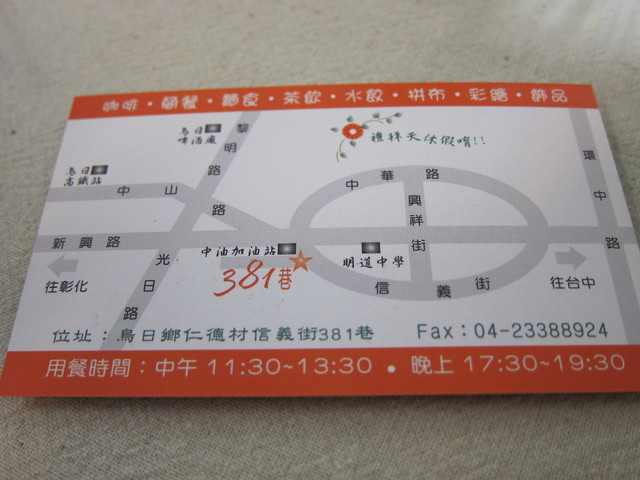 咖啡・簡餐・麵食・茶飲・水餃・拼布・彩繪・飾品
烏日
啤酒廠
黎明路
禮拜天休假唷!!
烏日
高鐵站
中山路
中華路
環中路
興祥街
新興路
中油加油站
明道中學
光日路
381巷
信義街
往彰化
往台中
位址：烏日鄉仁德村信義街381巷
Fax：04-23388924
用餐時間：中午 11:30~13:30 • 晚上 17:30~19:30